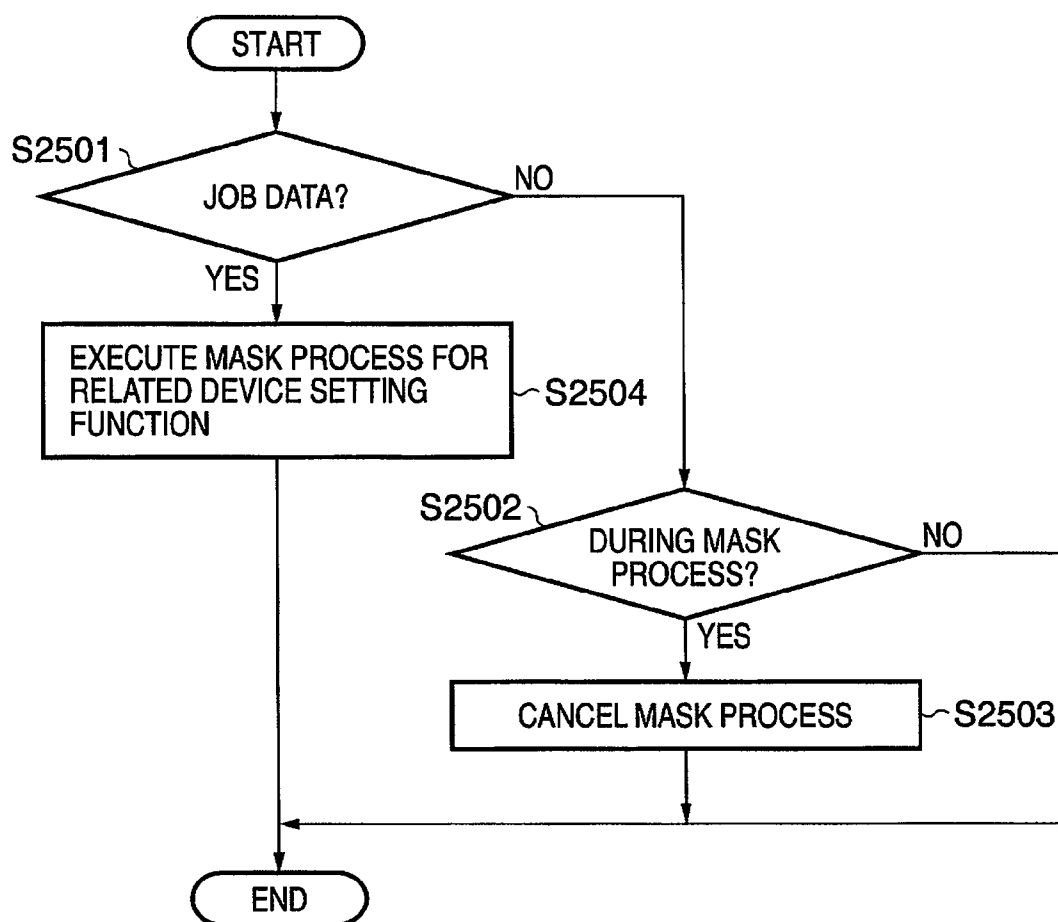 START
S2501
JOB DATA?
NO
YES
EXECUTE MASK PROCESS FOR
RELATED DEVICE SETTING
FUNCTION
S2504
S2502
DURING MASK
PROCESS?
NO
YES
CANCEL MASK PROCESS
S2503
END